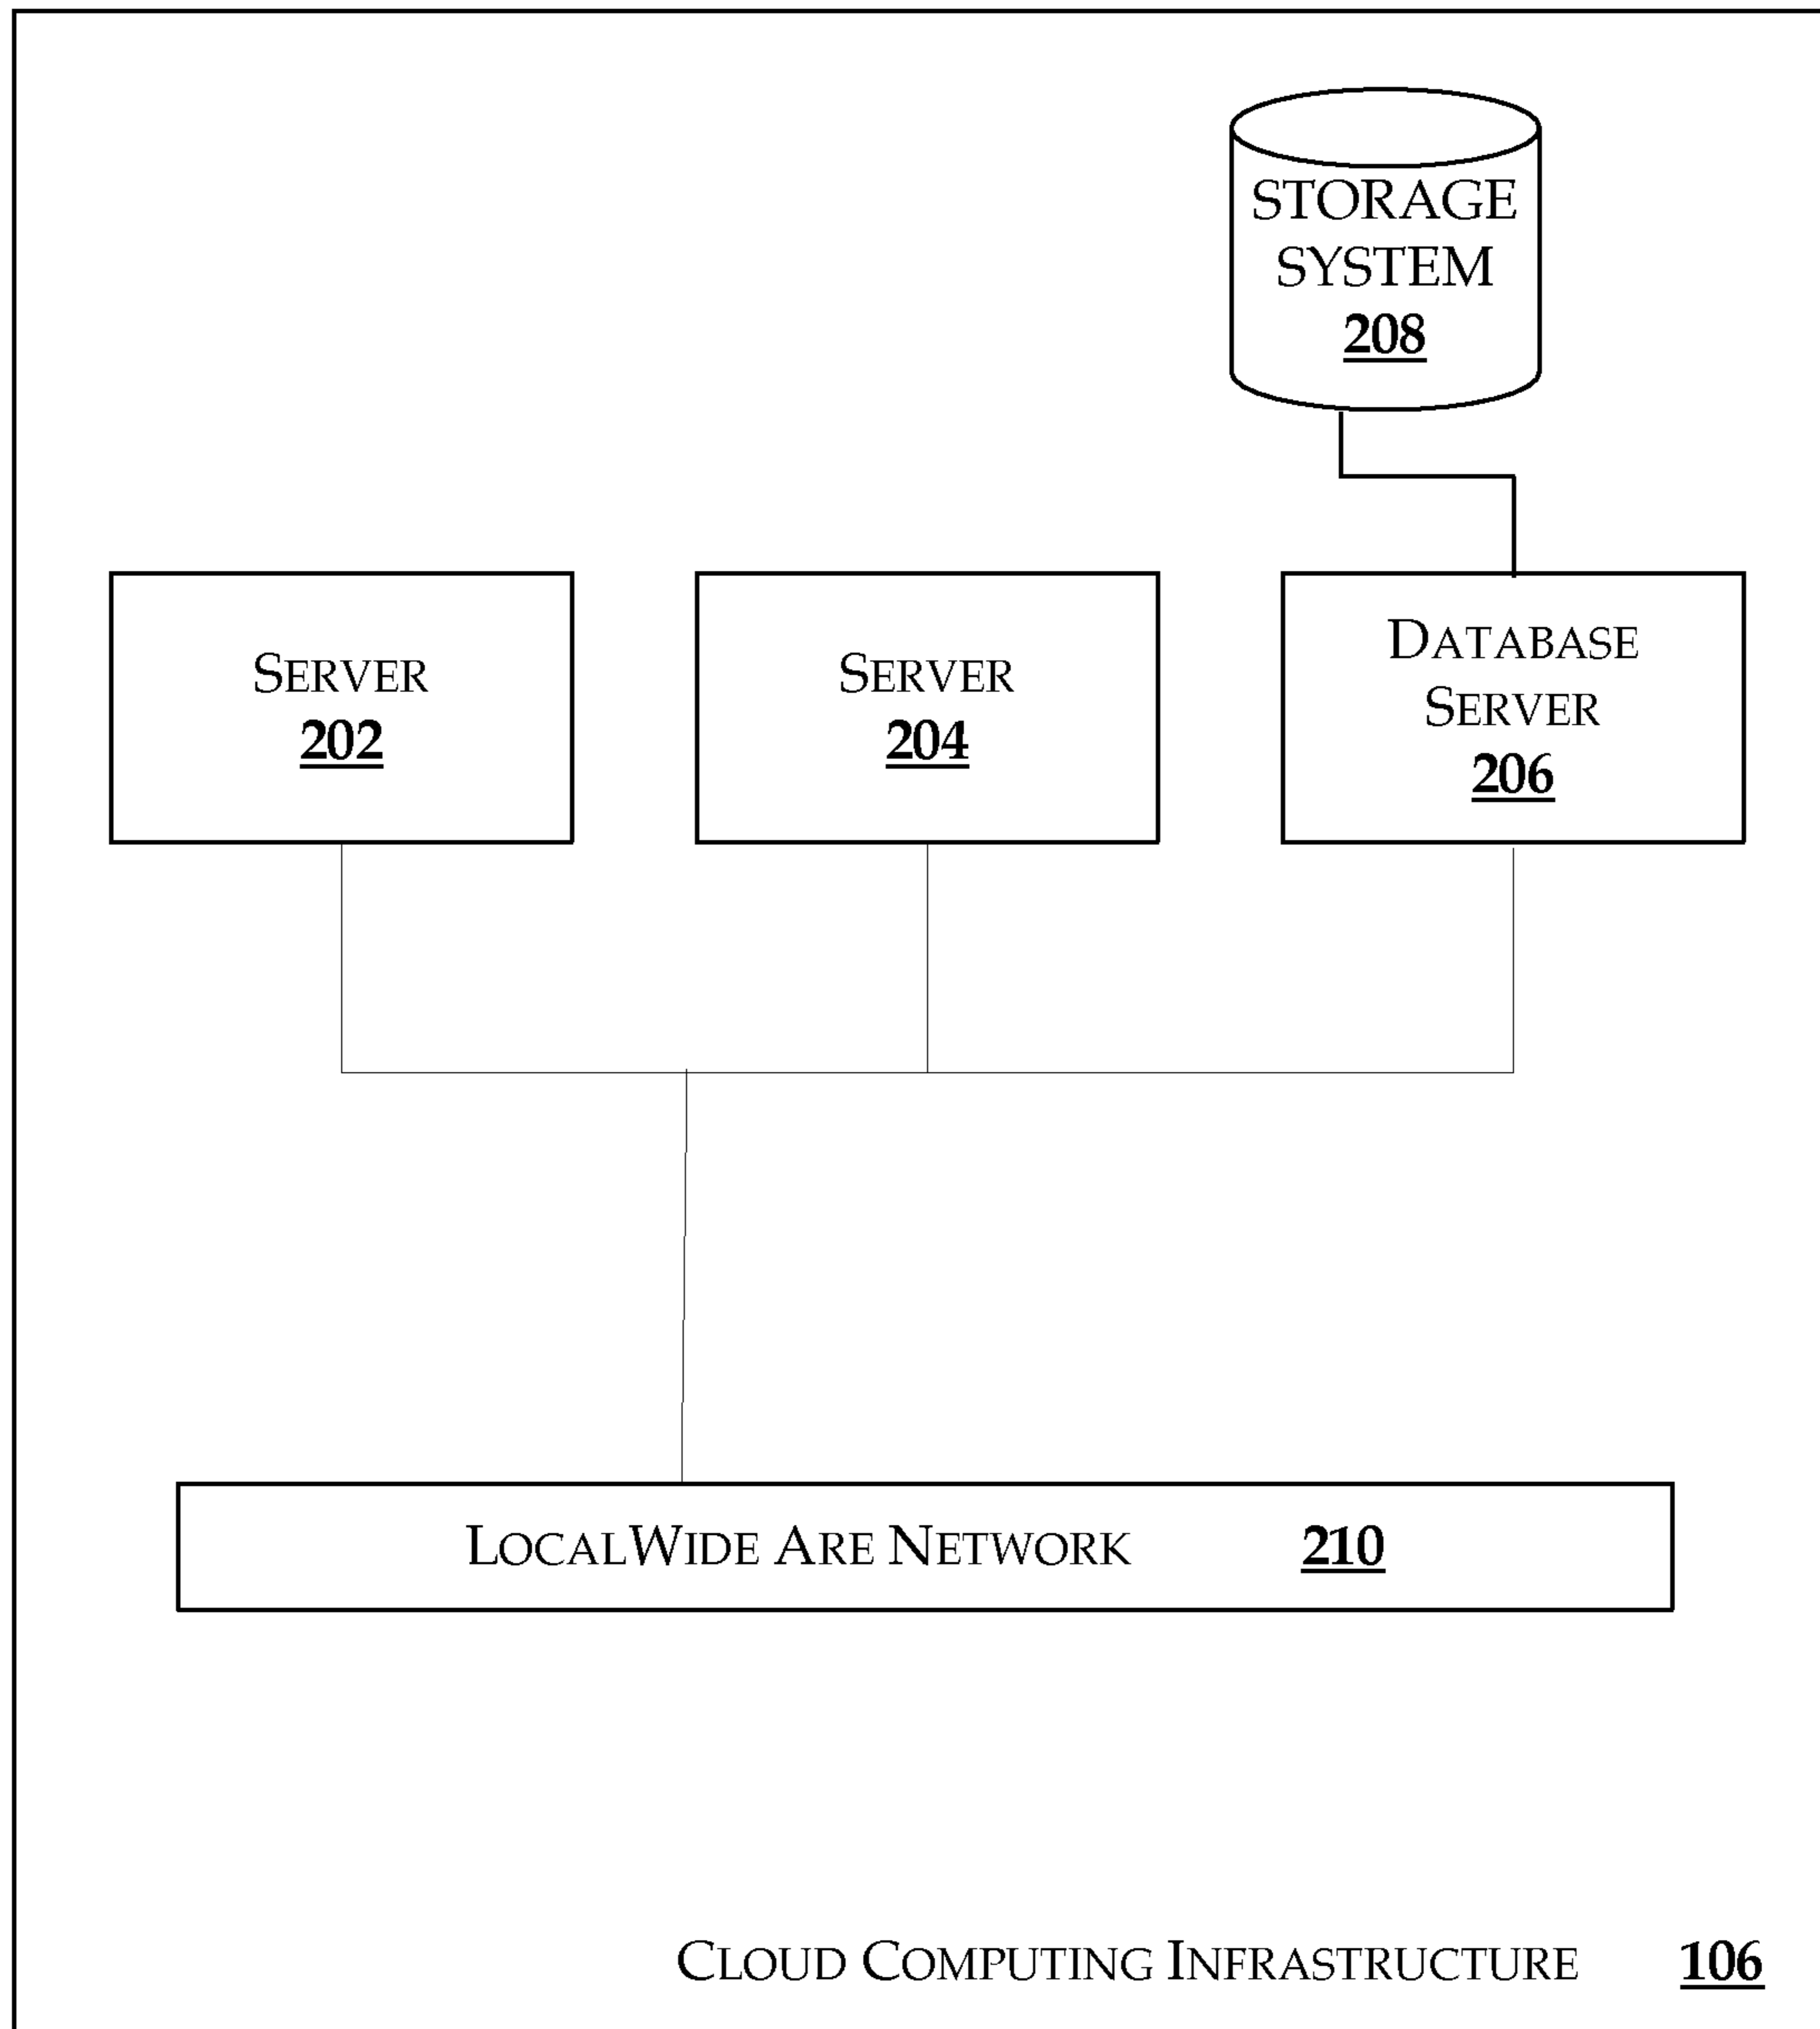 STORAGE
SYSTEM
208
SERVER
202
SERVER
204
DATABASE
SERVER
206
LOCALWIDE ARE NETWORK 210
CLOUD COMPUTING INFRASTRUCTURE 106